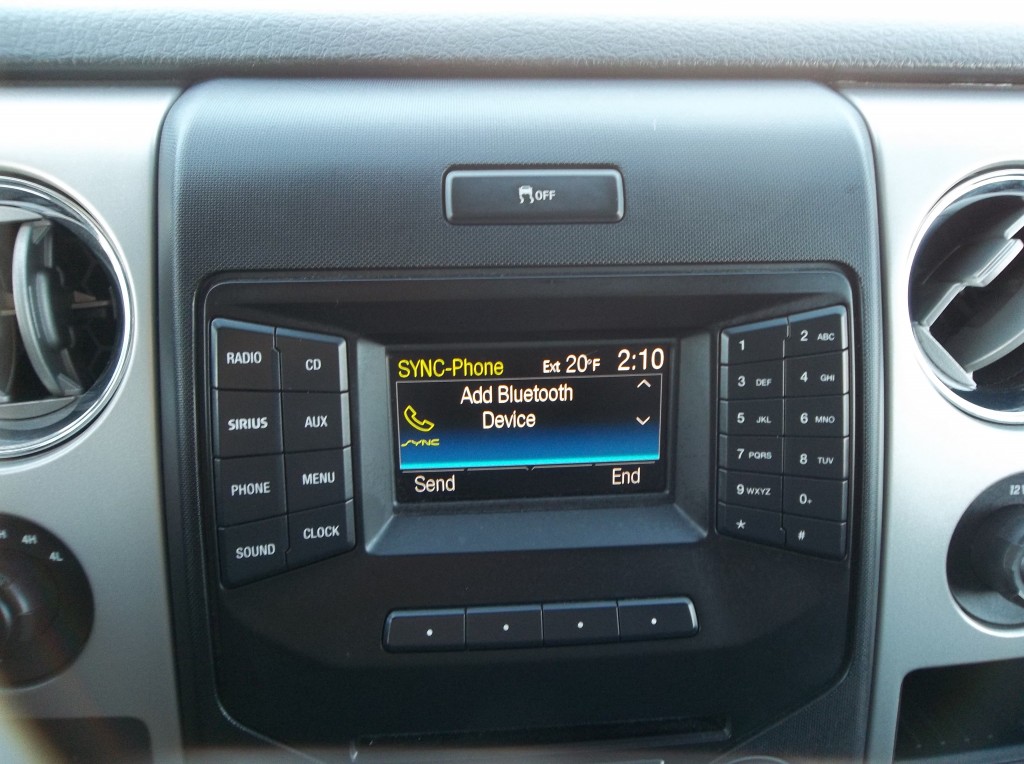 OFF
RADIO
CD
SIRIUS
AUX
PHONE
MENU
SOUND
CLOCK
SYNC-Phone Ext 20°F 2:10
Add Bluetooth
Device
SYNC
Send End
1
2 ABC
3 DEF
4 GHI
5 JKL
6 MNO
7 PQRS
8 TUV
9 WXYZ
0+
*
#
4H
4L